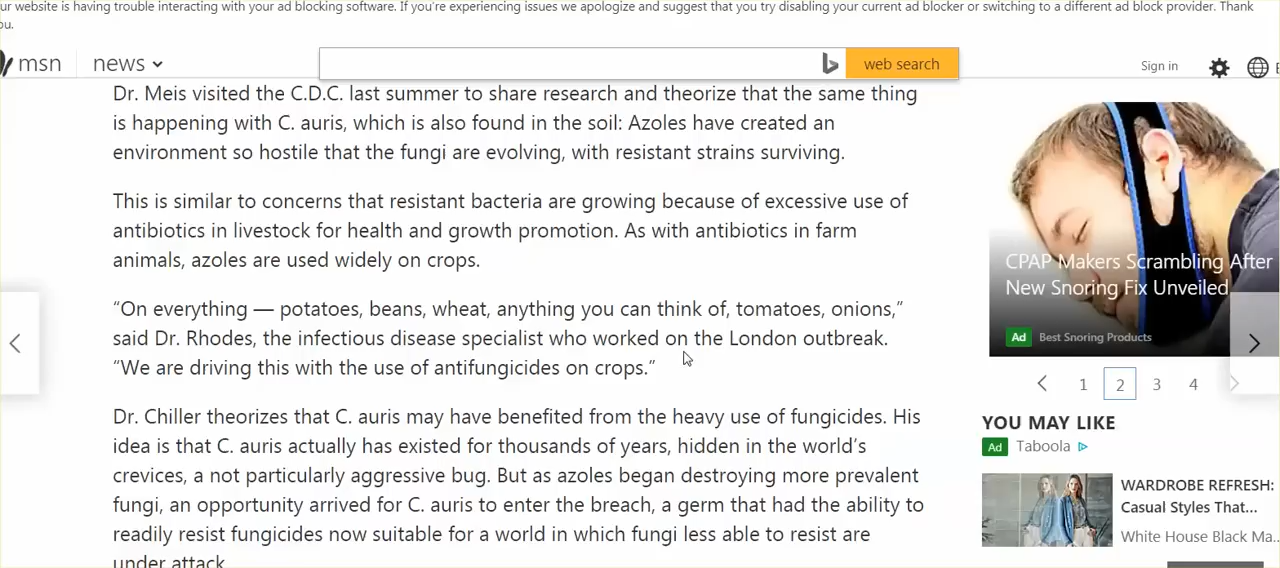 ur website is having trouble interacting with your ad blocking software. If you're experiencing issues we apologize and suggest that you try disabling your current ad blocker or switching to a different ad block provider. Thank
ou.
msn
news
web search
Sign in
Dr. Meis visited the C.D.C. last summer to share research and theorize that the same thing
is happening with C. auris, which is also found in the soil: Azoles have created an
environment so hostile that the fungi are evolving, with resistant strains surviving.
This is similar to concerns that resistant bacteria are growing because of excessive use of
antibiotics in livestock for health and growth promotion. As with antibiotics in farm
animals, azoles are used widely on crops.
“On everything — potatoes, beans, wheat, anything you can think of, tomatoes, onions,”
said Dr. Rhodes, the infectious disease specialist who worked on the London outbreak.
“We are driving this with the use of antifungicides on crops.”
Dr. Chiller theorizes that C. auris may have benefited from the heavy use of fungicides. His
idea is that C. auris actually has existed for thousands of years, hidden in the world’s
crevices, a not particularly aggressive bug. But as azoles began destroying more prevalent
fungi, an opportunity arrived for C. auris to enter the breach, a germ that had the ability to
readily resist fungicides now suitable for a world in which fungi less able to resist are
under attack
CPAP Makers Scrambling After
New Snoring Fix Unveiled
Ad Best Snoring Products
1 2 3 4
YOU MAY LIKE
Ad Taboola
WARDROBE REFRESH:
Casual Styles That...
White House Black Ma...